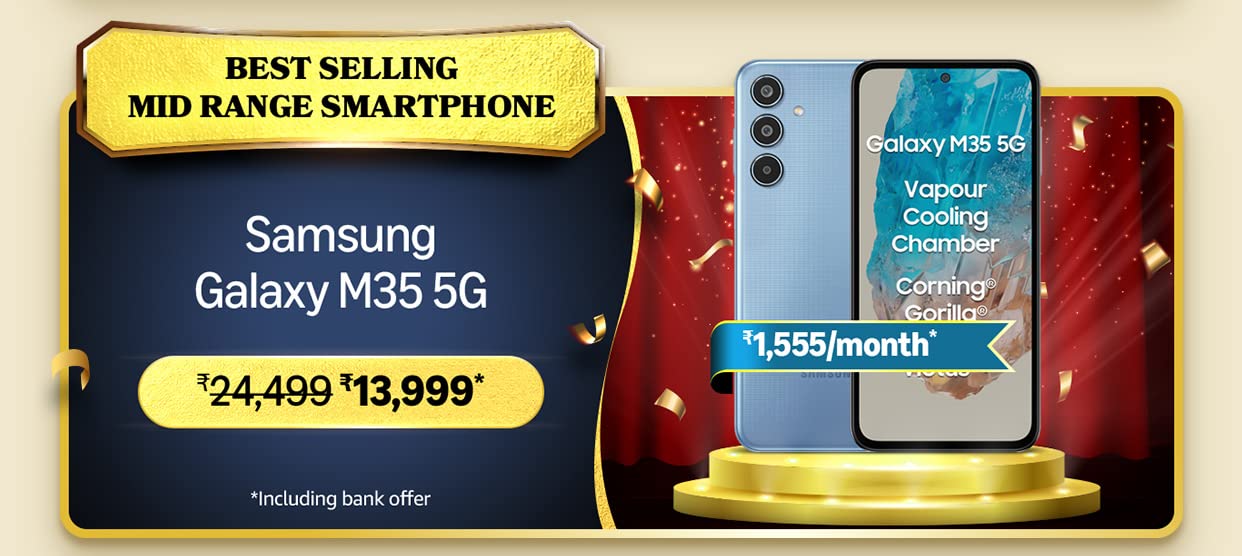 BEST SELLING
MID RANGE SMARTPHONE
Samsung
Galaxy M35 5G
₹24,499 ₹13,999*
*Including bank offer
Galaxy M35 5G
Vapour
Cooling
Chamber
Corning®
Gorilla®
₹1,555/month*
SAMSUNG